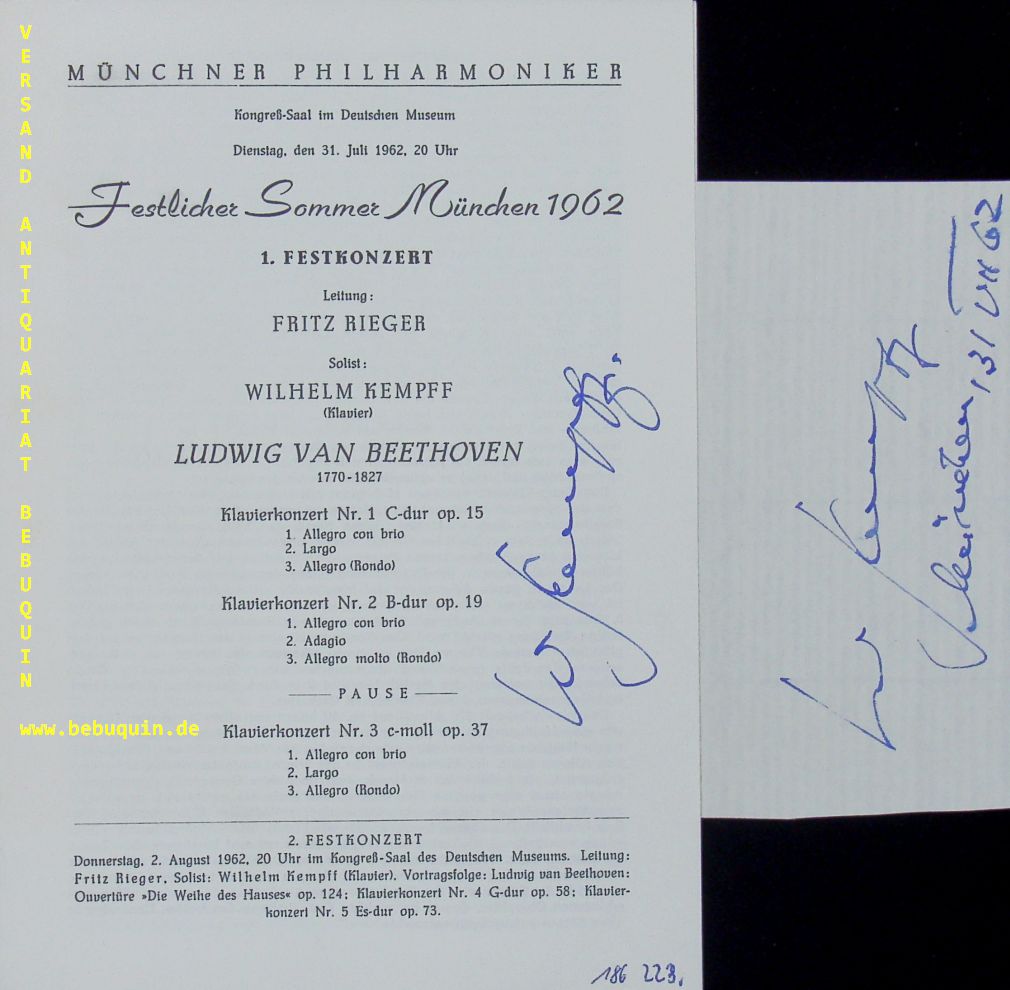 MÜNCHNER PHILHARMONIKER
Kongreß-Saal im Deutschen Museum
Dienstag, den 31. Juli 1962, 20 Uhr
Festlicher Sommer München 1962
1. FESTKONZERT
Leitung:
FRITZ RIEGER
Solist:
WILHELM KEMPFF
(Klavier)
LUDWIG VAN BEETHOVEN
1770-1827
Klavierkonzert Nr. 1 C-dur op. 15
1. Allegro con brio
2. Largo
3. Allegro (Rondo)
Klavierkonzert Nr. 2 B-dur op. 19
1. Allegro con brio
2. Adagio
3. Allegro molto (Rondo)
PAUSE
Klavierkonzert Nr. 3 c-moll op. 37
1. Allegro con brio
2. Largo
3. Allegro (Rondo)
2. FESTKONZERT
Donnerstag, 2. August 1962, 20 Uhr im Kongreß-Saal des Deutschen Museums. Leitung:
Fritz Rieger, Solist: Wilhelm Kempff (Klavier). Vortragsfolge: Ludwig van Beethoven:
Ouvertüre »Die Weihe des Hauses« op. 124; Klavierkonzert Nr. 4 G-dur op. 58; Klavier-
konzert Nr. 5 Es-dur op. 73.
186 223.
W Kempff
W Kempff
München, 31 VII 62
VERSAND ANTIQUARIAT BEBUQUIN
www.bebuquin.de